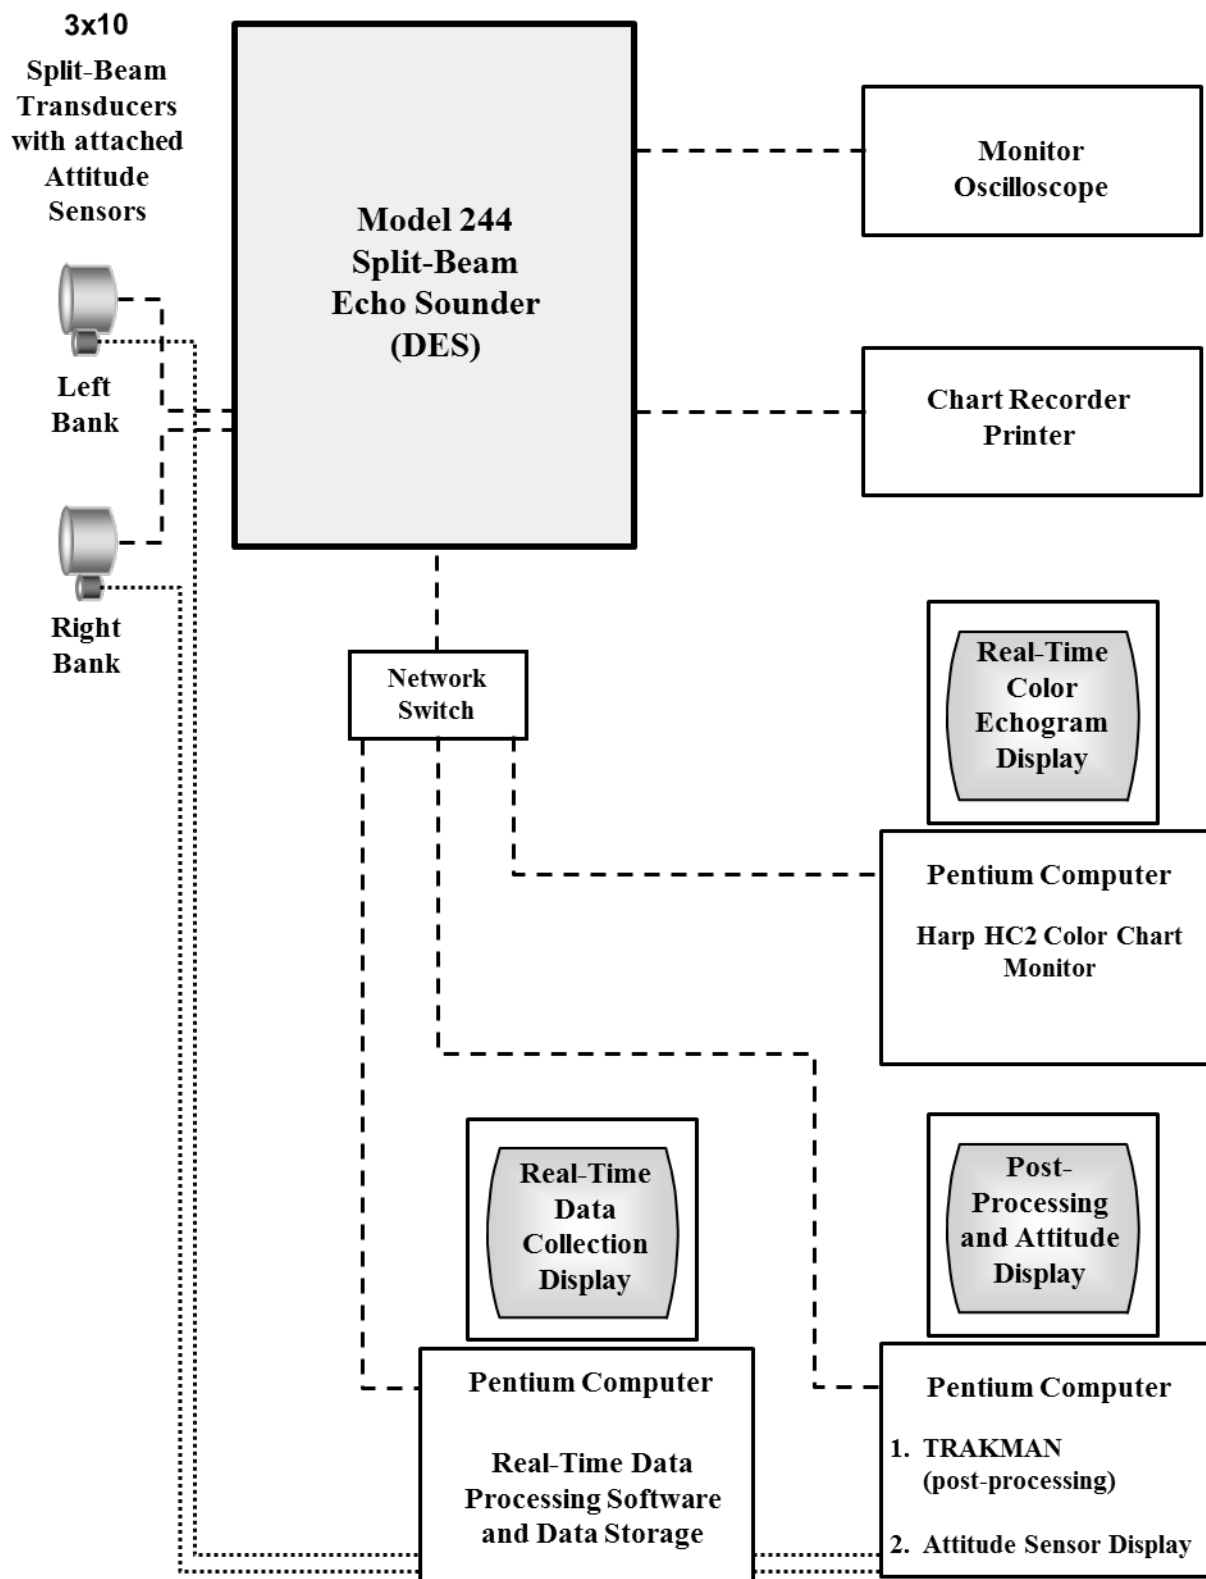 3x10
Split-Beam
Transducers
with attached
Attitude
Sensors
Left
Bank
Right
Bank
Model 244
Split-Beam
Echo Sounder
(DES)
Monitor
Oscilloscope
Chart Recorder
Printer
Network
Switch
Real-Time
Color
Echogram
Display
Pentium Computer
Harp HC2 Color Chart
Monitor
Real-Time
Data
Collection
Display
Pentium Computer
Real-Time Data
Processing Software
and Data Storage
Post-
Processing
and Attitude
Display
Pentium Computer
1. TRAKMAN
(post-processing)
2. Attitude Sensor Display